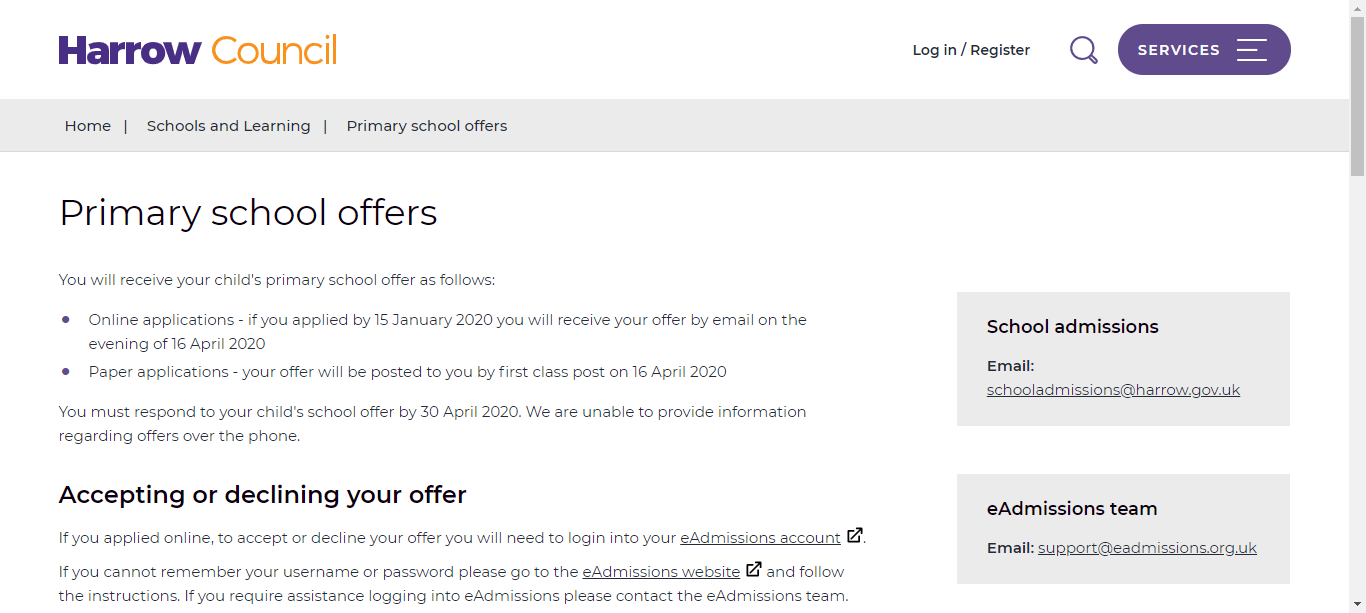 Harrow Council
Log in / Register
SERVICES
Home | Schools and Learning | Primary school offers
Primary school offers
You will receive your child's primary school offer as follows:
Online applications - if you applied by 15 January 2020 you will receive your offer by email on the
evening of 16 April 2020
Paper applications - your offer will be posted to you by first class post on 16 April 2020
You must respond to your child's school offer by 30 April 2020. We are unable to provide information
regarding offers over the phone.
Accepting or declining your offer
If you applied online, to accept or decline your offer you will need to login into your eAdmissions account.
If you cannot remember your username or password please go to the eAdmissions website and follow
the instructions. If you require assistance logging into eAdmissions please contact the eAdmissions team.
School admissions
Email:
schooladmissions@harrow.gov.uk
eAdmissions team
Email: support@eadmissions.org.uk